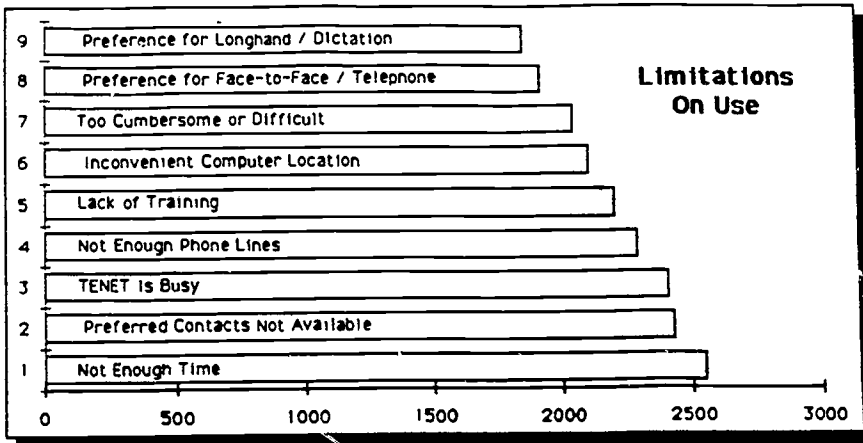 9 Preference for Longhand / Dictation
8 Preference for Face-to-Face / Telephone
Limitations
On Use
7 Too Cumbersome or Difficult
6 Inconvenient Computer Location
5 Lack of Training
4 Not Enough Phone Lines
3 TENET is Busy
2 Preferred Contacts Not Available
1 Not Enough Time
0 500 1000 1500 2000 2500 3000